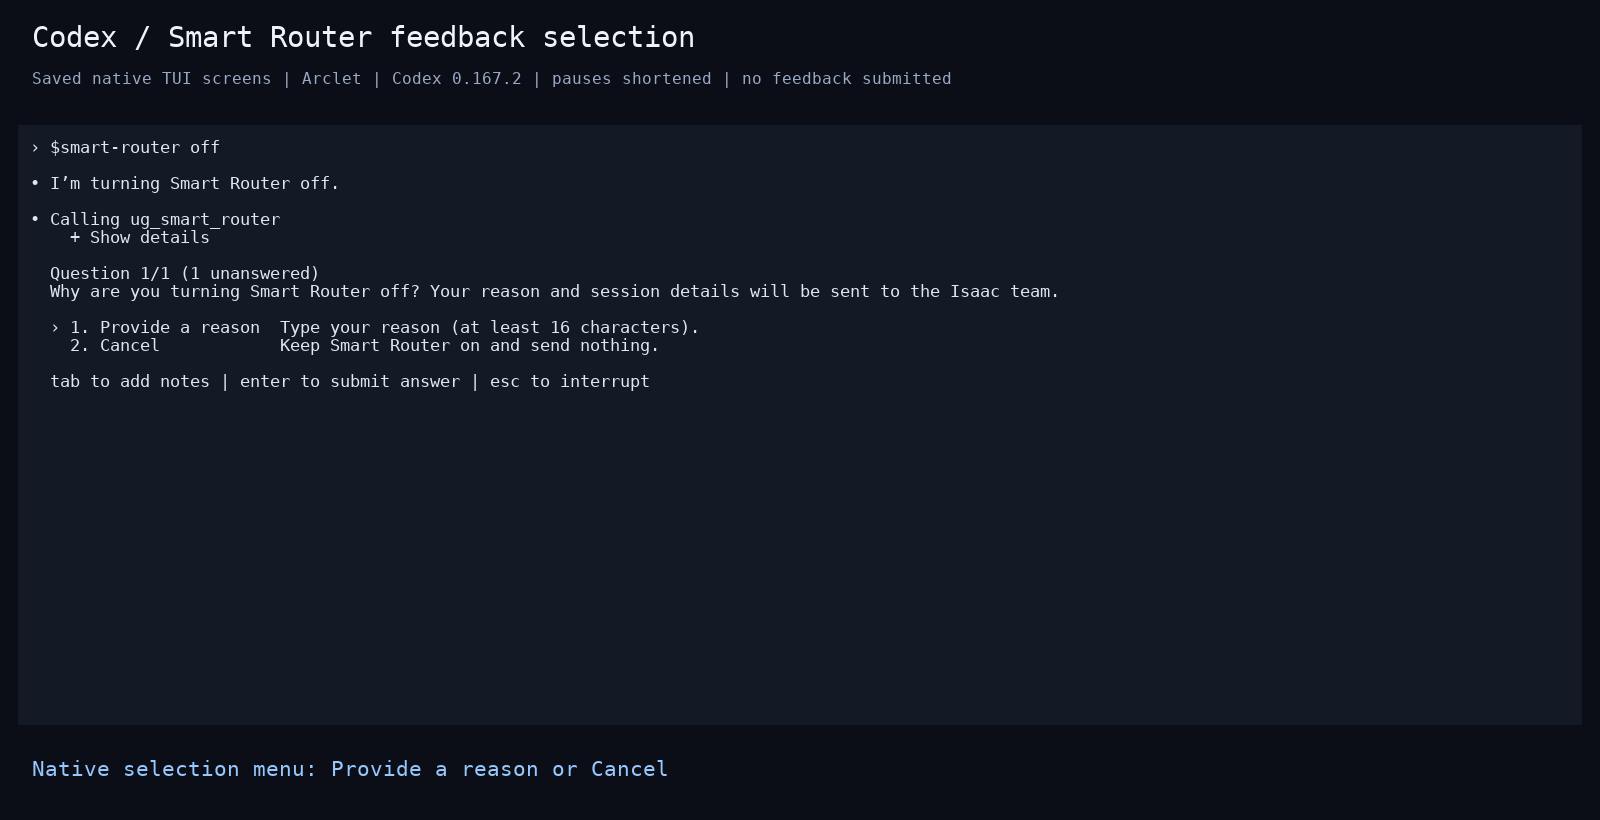 Codex / Smart Router feedback selection
Saved native TUI screens | Arclet | Codex 0.167.2 | pauses shortened | no feedback submitted
› $smart-router off
• I’m turning Smart Router off.
• Calling ug_smart_router
+ Show details
Question 1/1 (1 unanswered)
Why are you turning Smart Router off? Your reason and session details will be sent to the Isaac team.
› 1. Provide a reason  Type your reason (at least 16 characters).
2. Cancel            Keep Smart Router on and send nothing.
tab to add notes | enter to submit answer | esc to interrupt
Native selection menu: Provide a reason or Cancel